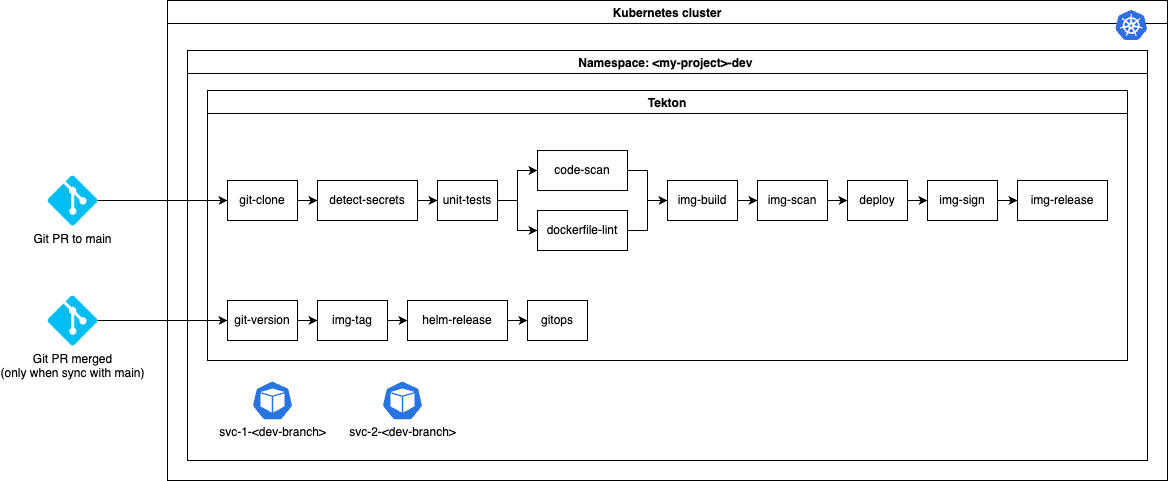 Kubernetes cluster
Namespace: <my-project>-dev
Tekton
code-scan
git-clone
detect-secrets
unit-tests
img-build
img-scan
deploy
img-sign
img-release
dockerfile-lint
Git PR to main
git-version
img-tag
helm-release
gitops
Git PR merged
(only when sync with main)
svc-1-<dev-branch>
svc-2-<dev-branch>